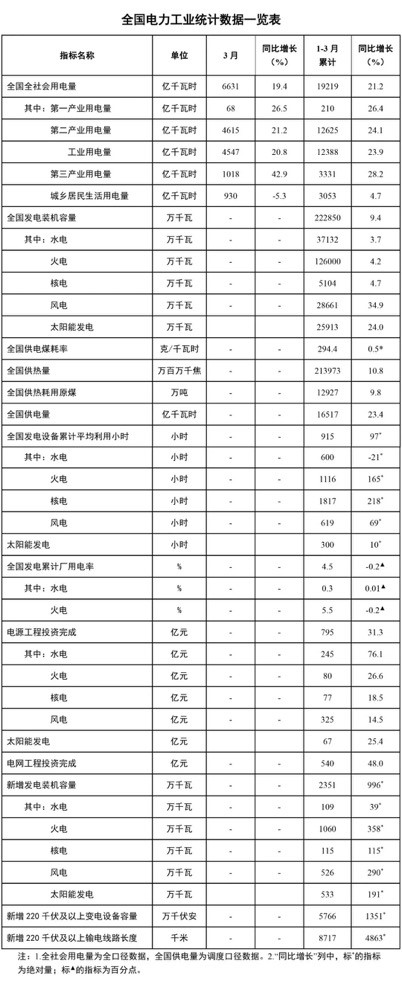 全国电力工业统计数据一览表
指标名称 单位 3月 同比增长（%） 1-3月累计 同比增长（%）
全国全社会用电量 亿千瓦时 6631 19.4 19219 21.2
其中：第一产业用电量 亿千瓦时 68 26.5 210 26.4
第二产业用电量 亿千瓦时 4615 21.2 12625 24.1
工业用电量 亿千瓦时 4547 20.8 12388 23.9
第三产业用电量 亿千瓦时 1018 42.9 3331 28.2
城乡居民生活用电量 亿千瓦时 930 -5.3 3053 4.7
全国发电装机容量 万千瓦 - - 222850 9.4
其中：水电 万千瓦 - - 37132 3.7
火电 万千瓦 - - 126000 4.2
核电 万千瓦 - - 5104 4.7
风电 万千瓦 - - 28661 34.9
太阳能发电 万千瓦 - - 25913 24.0
全国供电煤耗率 克/千瓦时 - - 294.4 0.5*
全国供热量 万百万千焦 - - 213973 10.8
全国供热耗用原煤 万吨 - - 12927 9.8
全国供电量 亿千瓦时 - - 16517 23.4
全国发电设备累计平均利用小时 小时 - - 915 97*
其中：水电 小时 - - 600 -21*
火电 小时 - - 1116 165*
核电 小时 - - 1817 218*
风电 小时 - - 619 69*
太阳能发电 小时 300 10*
全国发电累计厂用电率 % - - 4.5 -0.2▲
其中：水电 % - - 0.3 0.01▲
火电 % - - 5.5 -0.2▲
电源工程投资完成 亿元 - - 795 31.3
其中：水电 亿元 - - 245 76.1
火电 亿元 - - 80 26.6
核电 亿元 - - 77 18.5
风电 亿元 - - 325 14.5
太阳能发电 亿元 67 25.4
电网工程投资完成 亿元 - - 540 48.0
新增发电装机容量 万千瓦 - - 2351 996*
其中：水电 万千瓦 - - 109 39*
火电 万千瓦 - - 1060 358*
核电 万千瓦 - - 115 115*
风电 万千瓦 - - 526 290*
太阳能发电 万千瓦 - - 533 191*
新增220千伏及以上变电设备容量 万千伏安 - - 5766 1351*
新增220千伏及以上输电线路长度 千米 - - 8717 4863*
注：1.全社会用电量为全口径数据，全国供电量为调度口径数据。2.“同比增长”列中，标*的指标
为绝对量；标▲的指标为百分点。